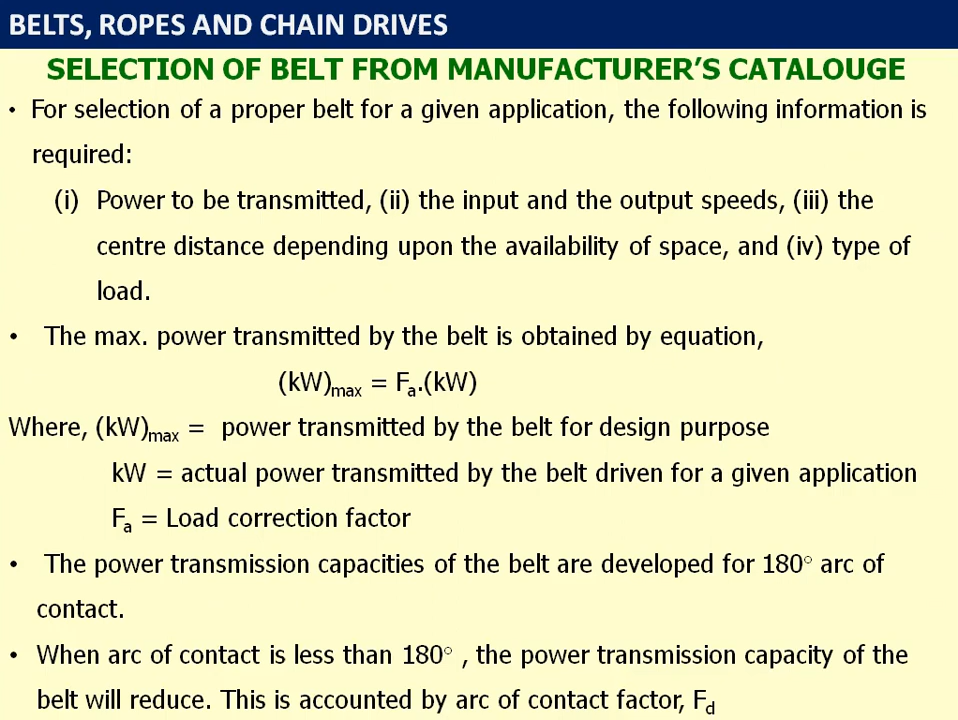 BELTS, ROPES AND CHAIN DRIVES
SELECTION OF BELT FROM MANUFACTURER'S CATALOUGE
• For selection of a proper belt for a given application, the following information is
required:
(i) Power to be transmitted, (ii) the input and the output speeds, (iii) the
centre distance depending upon the availability of space, and (iv) type of
load.
• The max. power transmitted by the belt is obtained by equation,
(kW)max = Fa.(kW)
Where, (kW)max = power transmitted by the belt for design purpose
kW = actual power transmitted by the belt driven for a given application
Fa = Load correction factor
• The power transmission capacities of the belt are developed for 180° arc of
contact.
• When arc of contact is less than 180° , the power transmission capacity of the
belt will reduce. This is accounted by arc of contact factor, Fd